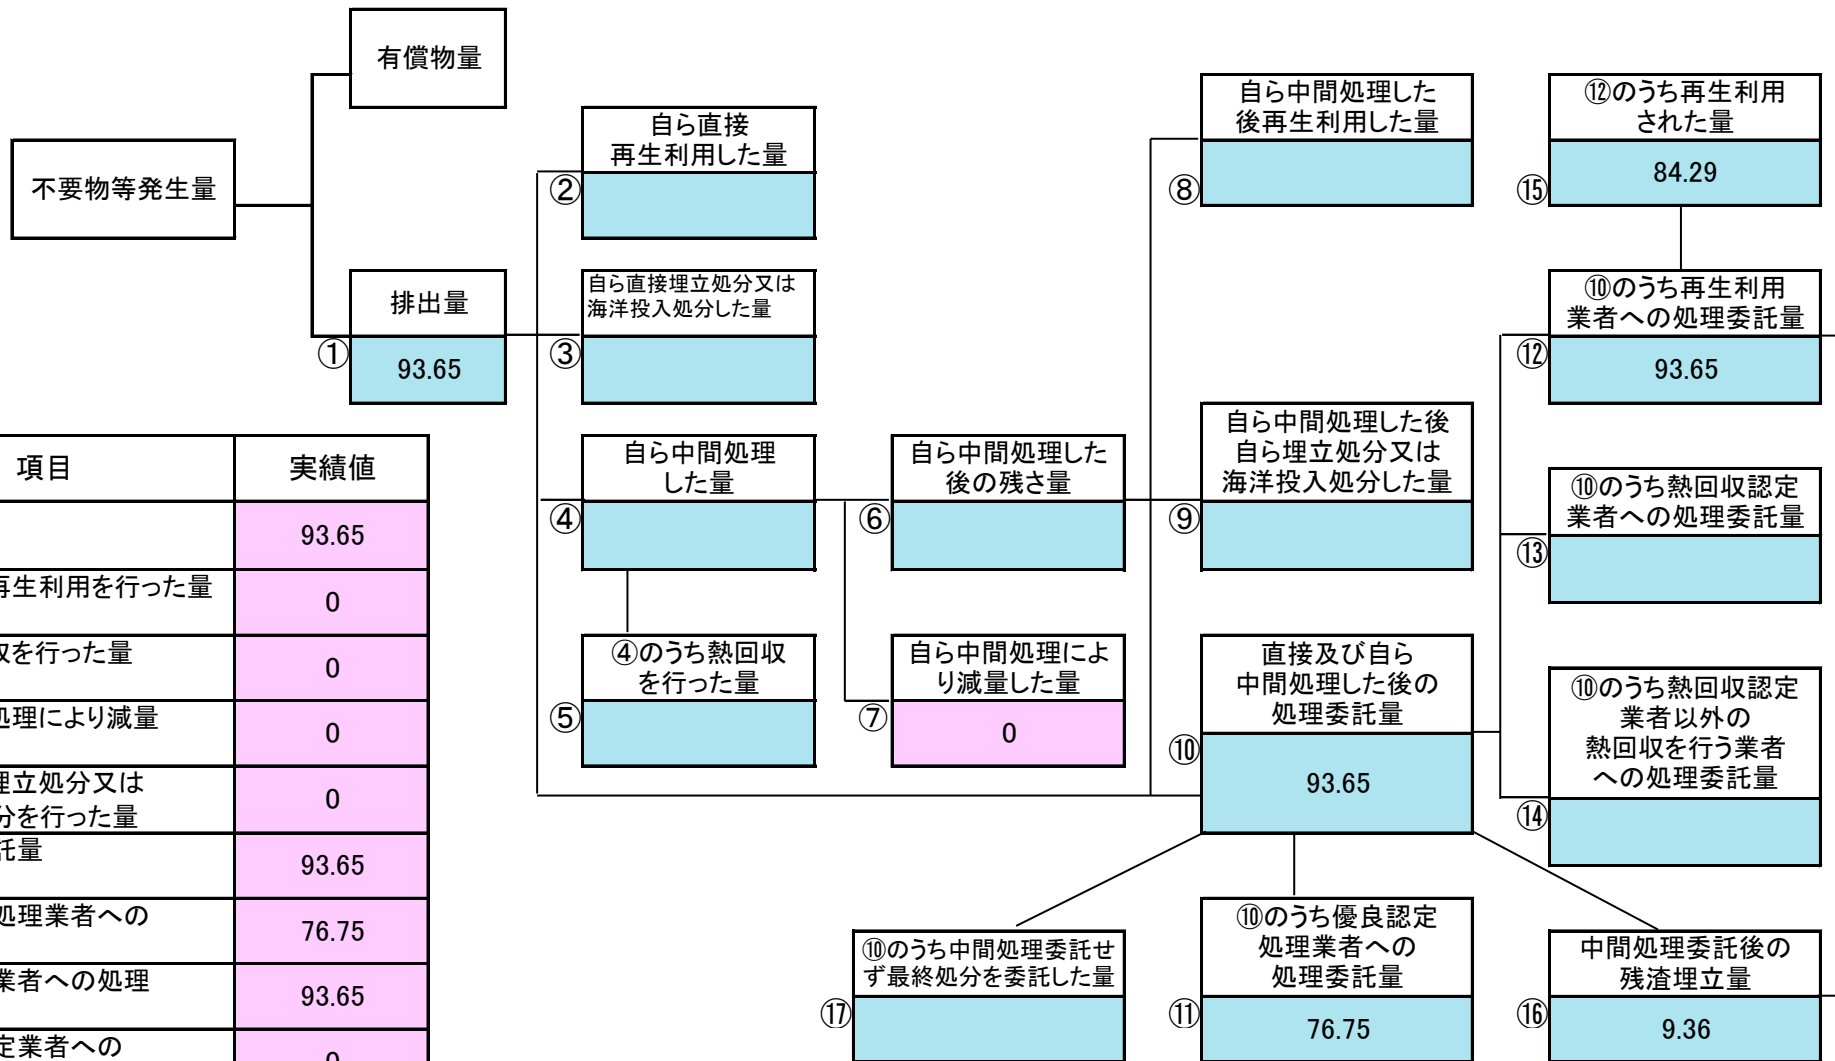 有償物量
不要物等発生量
排出量
①
93.65
自ら直接
再生利用した量
②
自ら直接埋立処分又は
海洋投入処分した量
③
自ら中間処理
した量
④
④のうち熱回収
を行った量
⑤
自ら中間処理した
後の残さ量
⑥
自ら中間処理によ
り減量した量
⑦
0
自ら中間処理した
後再生利用した量
⑧
自ら中間処理した後
自ら埋立処分又は
海洋投入処分した量
⑨
直接及び自ら
中間処理した後の
処理委託量
⑩
93.65
⑫のうち再生利用
された量
⑮
84.29
⑩のうち再生利用
業者への処理委託量
⑫
93.65
⑩のうち熱回収認定
業者への処理委託量
⑬
⑩のうち熱回収認定
業者以外の
熱回収を行う業者
への処理委託量
⑭
⑩のうち中間処理委託せ
ず最終処分を委託した量
⑰
⑩のうち優良認定
処理業者への
処理委託量
⑪
76.75
中間処理委託後の
残渣埋立量
⑯
9.36
項目 実績値
93.65
再生利用を行った量
0
を行った量
0
処理により減量
0
埋立処分又は
分を行った量
0
託量
93.65
処理業者への
76.75
業者への処理
93.65
定業者への
0